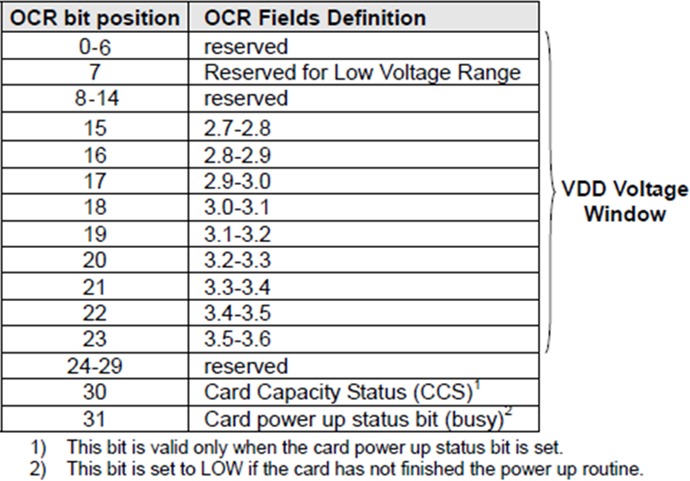 OCR bit position OCR Fields Definition
0-6 reserved
7 Reserved for Low Voltage Range
8-14 reserved
15 2.7-2.8
16 2.8-2.9
17 2.9-3.0
18 3.0-3.1
19 3.1-3.2
20 3.2-3.3
21 3.3-3.4
22 3.4-3.5
23 3.5-3.6
24-29 reserved
30 Card Capacity Status (CCS)1
31 Card power up status bit (busy)2
VDD Voltage
Window
1) This bit is valid only when the card power up status bit is set.
2) This bit is set to LOW if the card has not finished the power up routine.